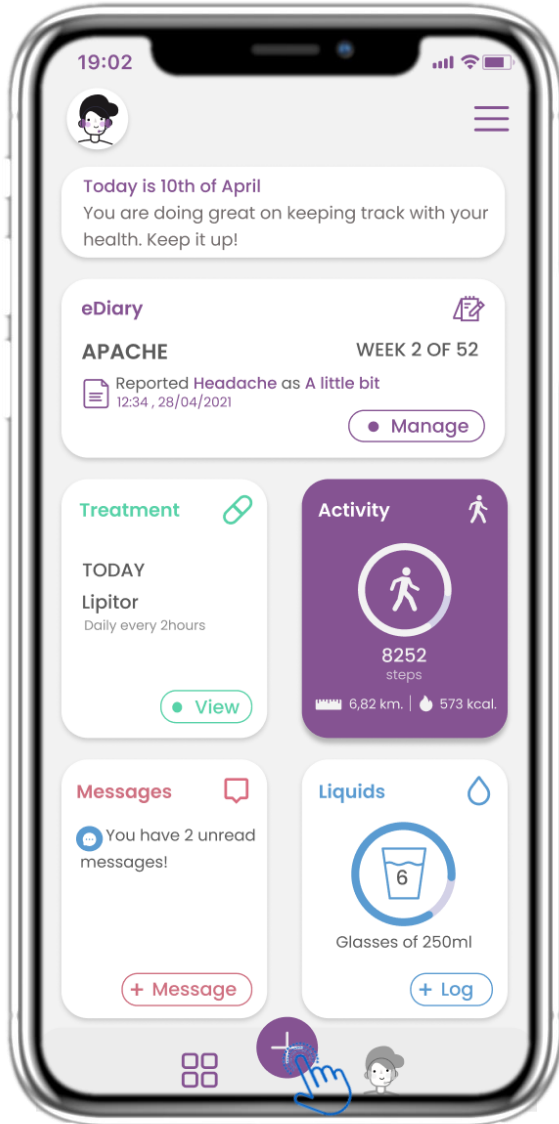 19:02
Today is 10th of April
You are doing great on keeping track with your
health. Keep it up!
eDiary
APACHE
WEEK 2 OF 52
Reported Headache as A little bit
12:34 , 28/04/2021
Manage
Treatment
TODAY
Lipitor
Daily every 2hours
View
Activity
8252
steps
6,82 km.
573 kcal.
Messages
You have 2 unread
messages!
+ Message
Liquids
6
Glasses of 250ml
+ Log